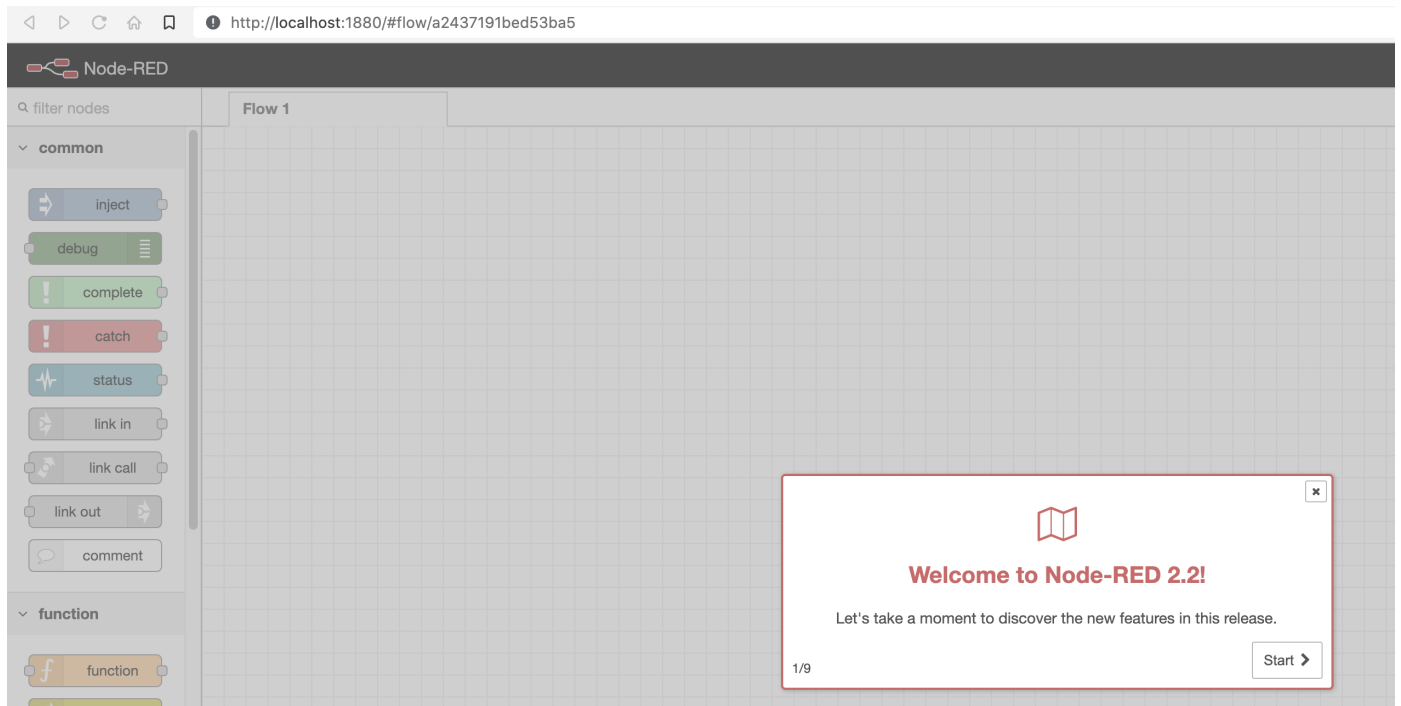 http://localhost:1880/#flow/a2437191bed53ba5
Node-RED
filter nodes
Flow 1
common
inject
debug
complete
catch
status
link in
link call
link out
comment
function
function
Welcome to Node-RED 2.2!
Let's take a moment to discover the new features in this release.
1/9
Start